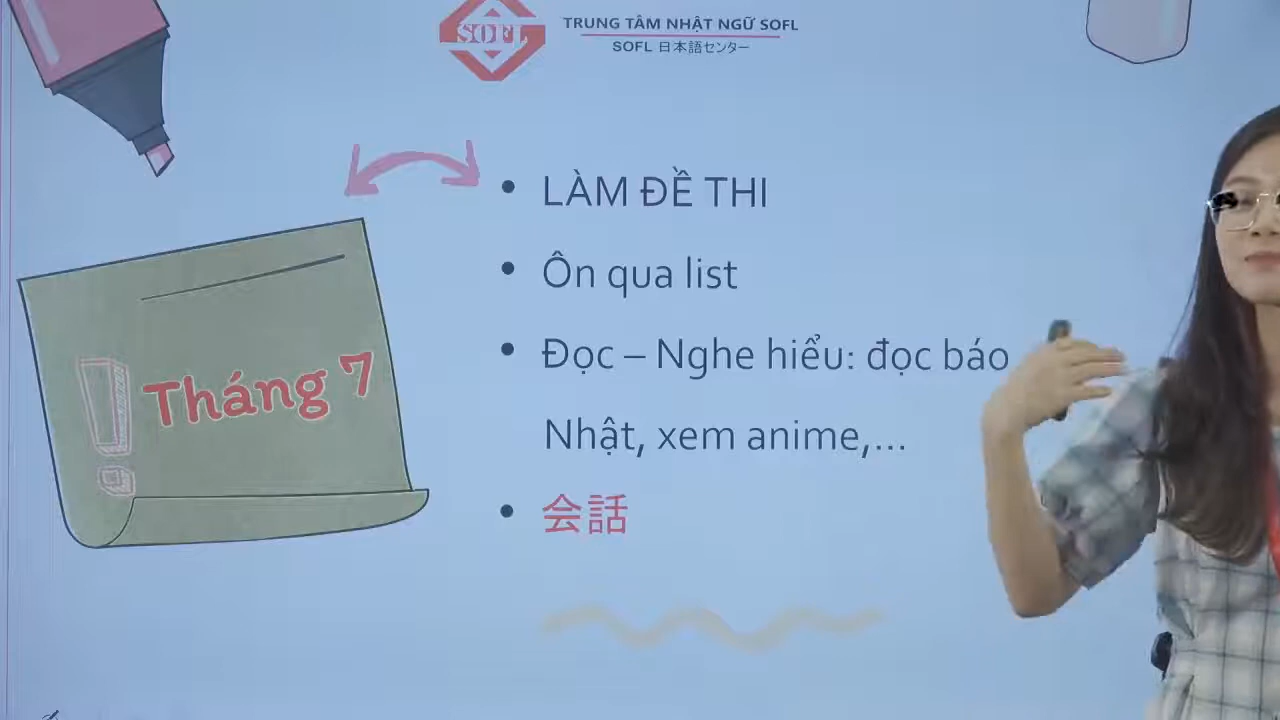 SOFL
TRUNG TÂM NHẬT NGỮ SOFL
SOFL 日本語センター
LÀM ĐỀ THI
Ôn qua list
Đọc – Nghe hiểu: đọc báo
Nhật, xem anime,...
会話
! Tháng 7